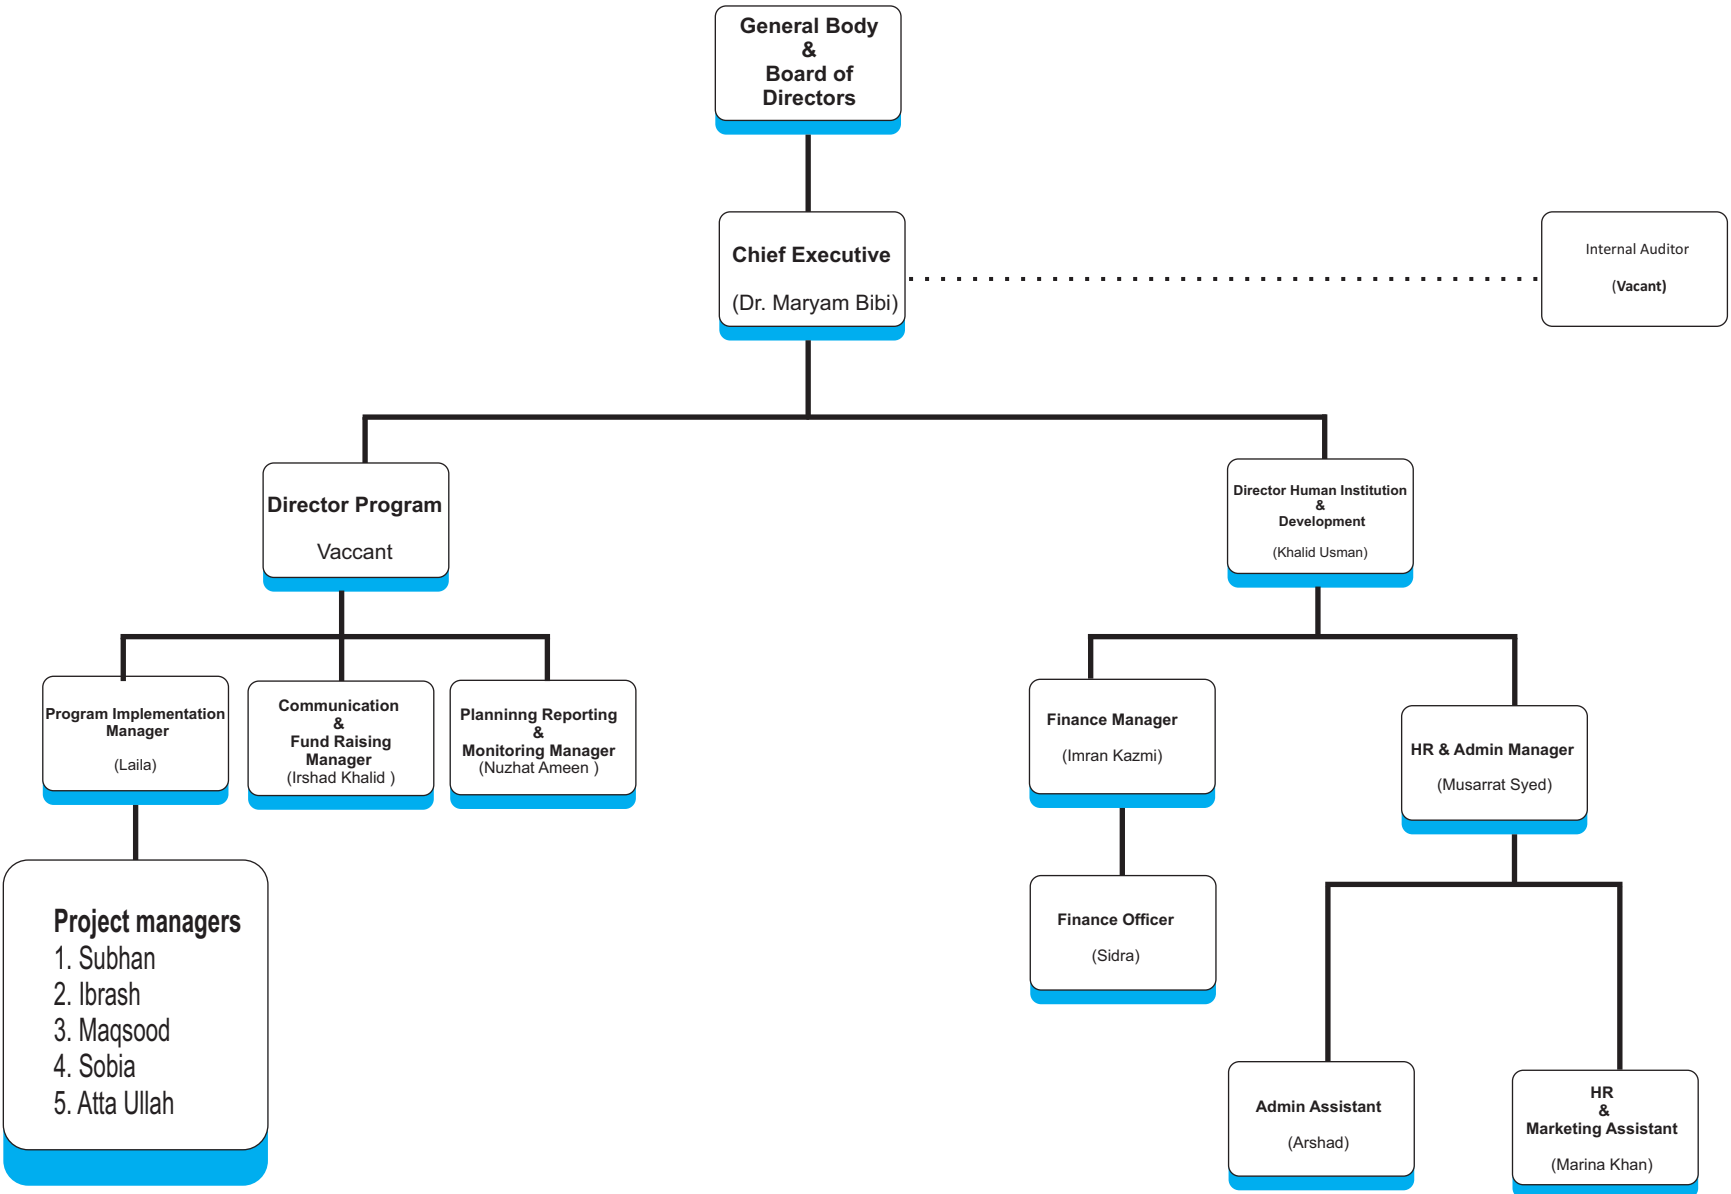 General Body
&
Board of
Directors
Chief Executive
(Dr. Maryam Bibi)
Internal Auditor
(Vacant)
Director Program
Vaccant
Director Human Institution
&
Development
(Khalid Usman)
Program Implementation
Manager
(Laila)
Communication
&
Fund Raising
Manager
(Irshad Khalid )
Planninng Reporting
&
Monitoring Manager
(Nuzhat Ameen )
Finance Manager
(Imran Kazmi)
HR & Admin Manager
(Musarrat Syed)
Project managers
1. Subhan
2. Ibrash
3. Maqsood
4. Sobia
5. Atta Ullah
Finance Officer
(Sidra)
Admin Assistant
(Arshad)
HR
&
Marketing Assistant
(Marina Khan)